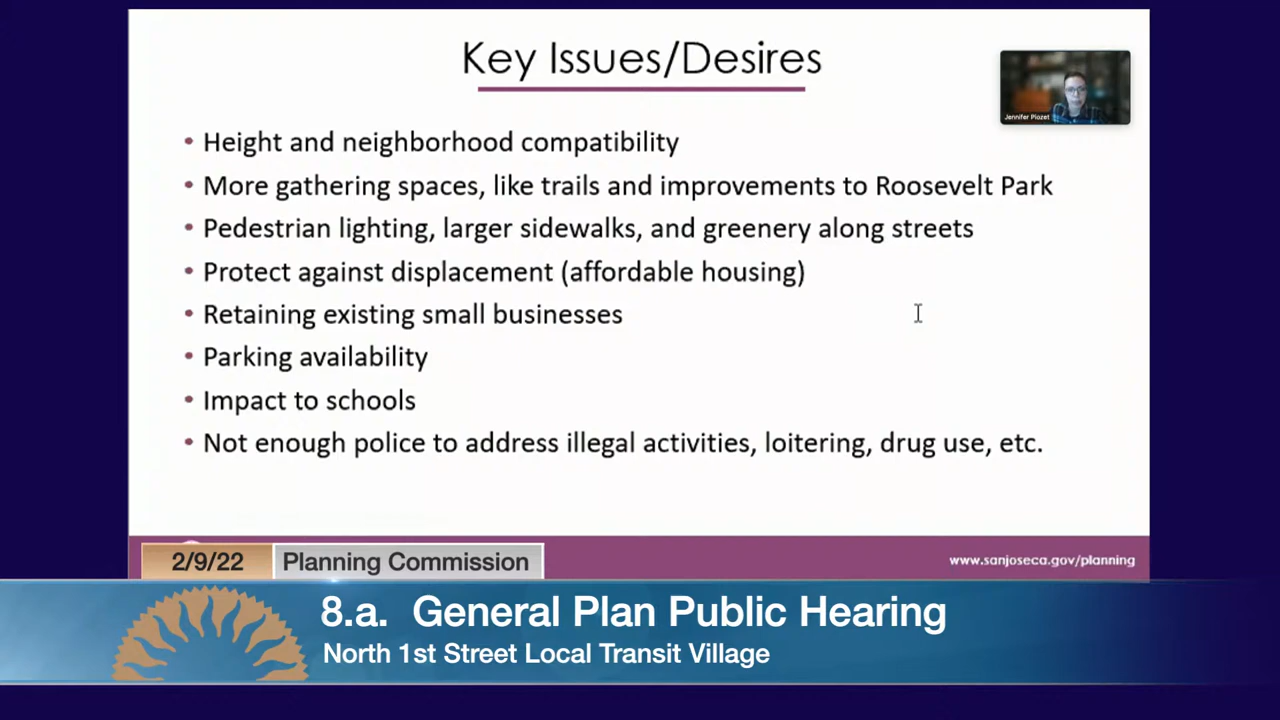 Key Issues/Desires
Jennifer Piozet
• Height and neighborhood compatibility
• More gathering spaces, like trails and improvements to Roosevelt Park
• Pedestrian lighting, larger sidewalks, and greenery along streets
• Protect against displacement (affordable housing)
• Retaining existing small businesses
• Parking availability
• Impact to schools
• Not enough police to address illegal activities, loitering, drug use, etc.
www.sanjoseca.gov/planning
2/9/22 Planning Commission
8.a. General Plan Public Hearing
North 1st Street Local Transit Village